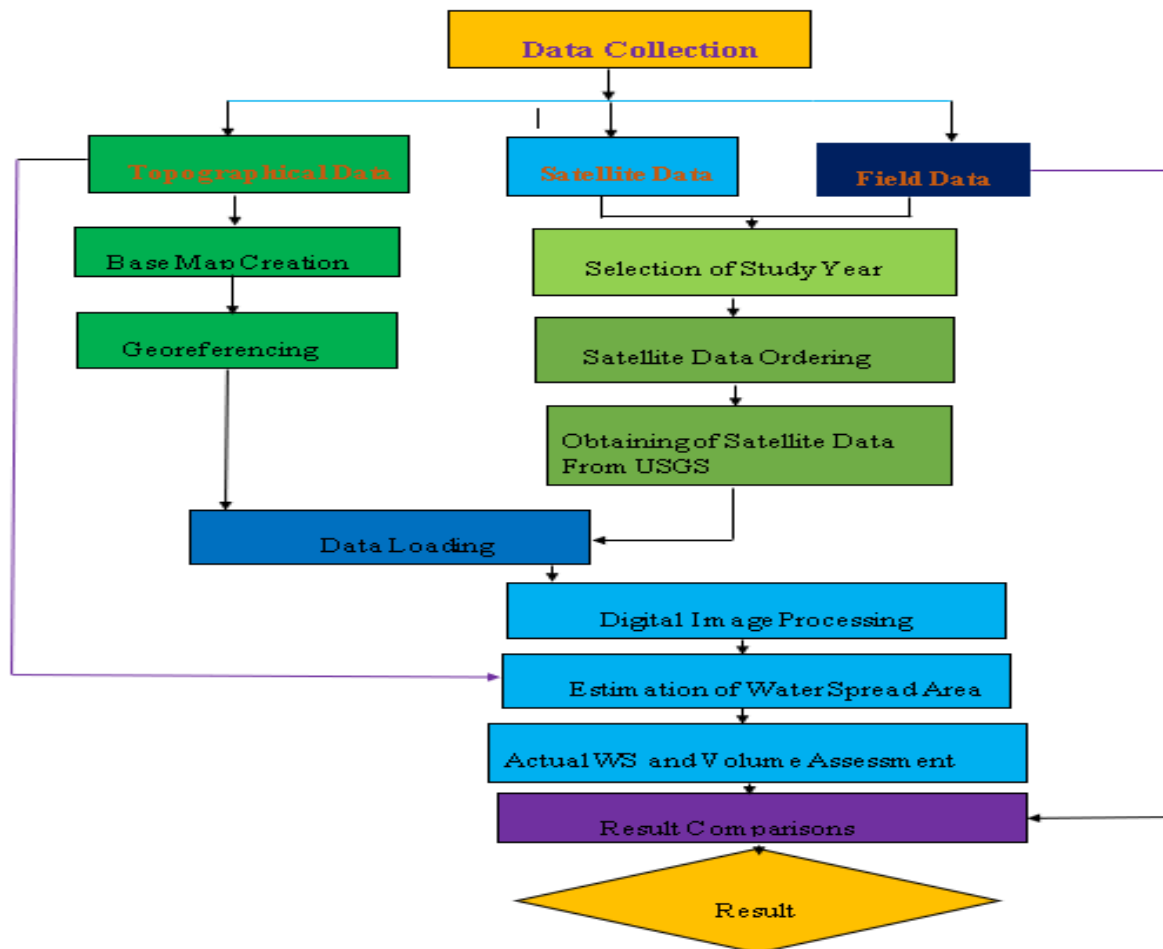 Data Collection
Topographical Data
Satellite Data
Field Data
Base Map Creation
Selection of Study Year
Georeferencing
Satellite Data Ordering
Obtaining of Satellite Data
From USGS
Data Loading
Digital Image Processing
Estimation of Water Spread Area
Actual WS and Volume Assessment
Result Comparisons
Result